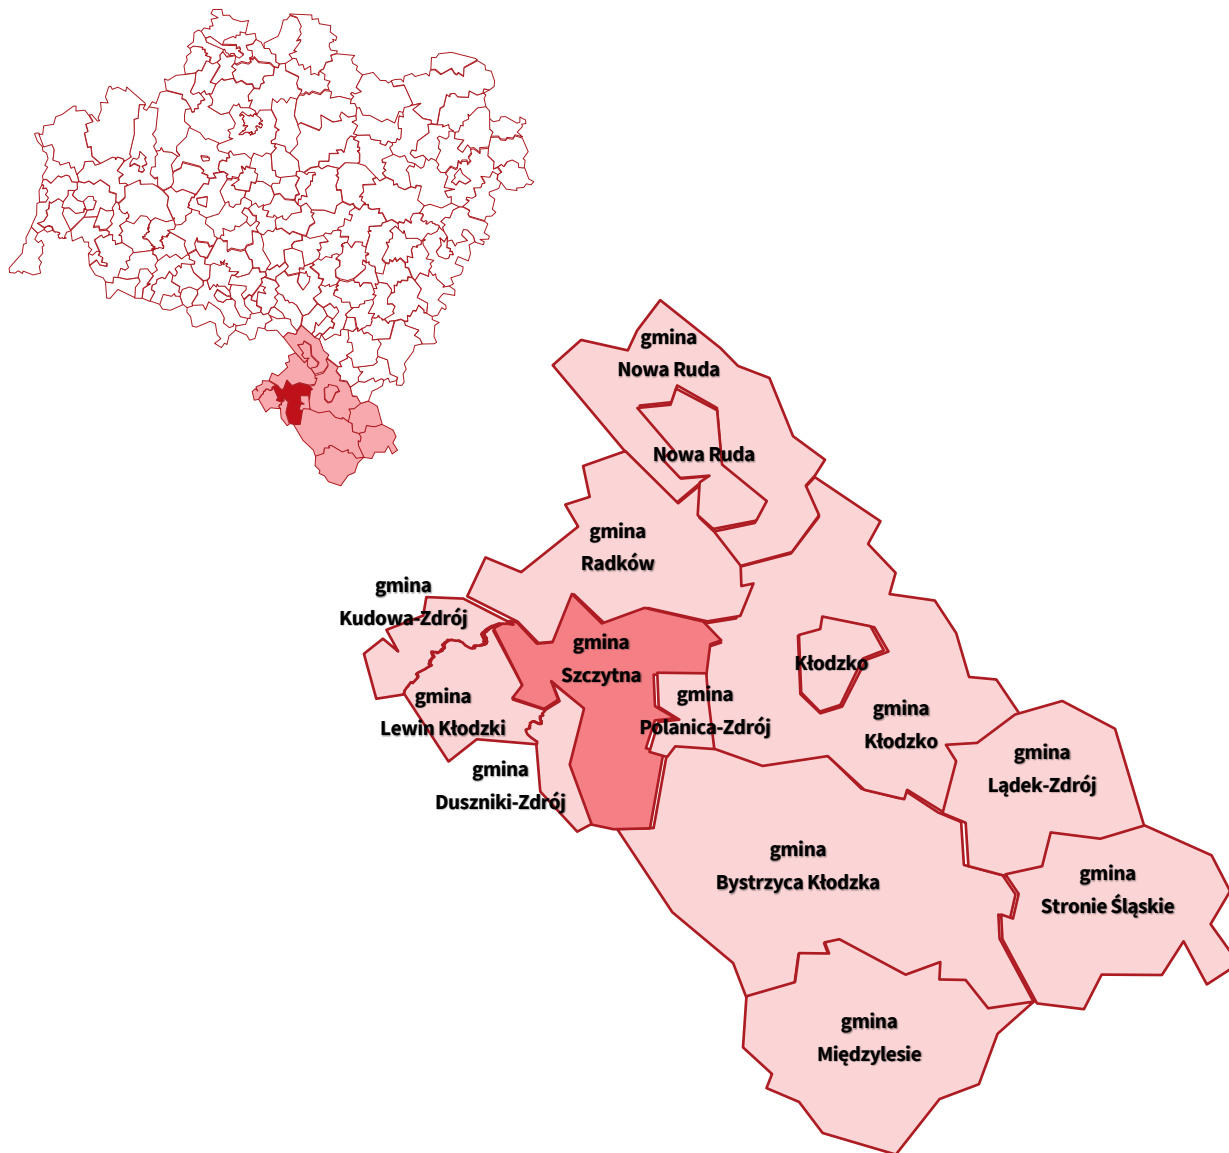 gmina
Nowa Ruda
Nowa Ruda
gmina
Radków
gmina
Kudowa-Zdrój
gmina
Szczytna
Kłodzko
gmina
Lewin Kłodzki
gmina
Polanica-Zdrój
gmina
Kłodzko
gmina
Lądek-Zdrój
gmina
Duszniki-Zdrój
gmina
Bystrzyca Kłodzka
gmina
Stronie Śląskie
gmina
Międzylesie